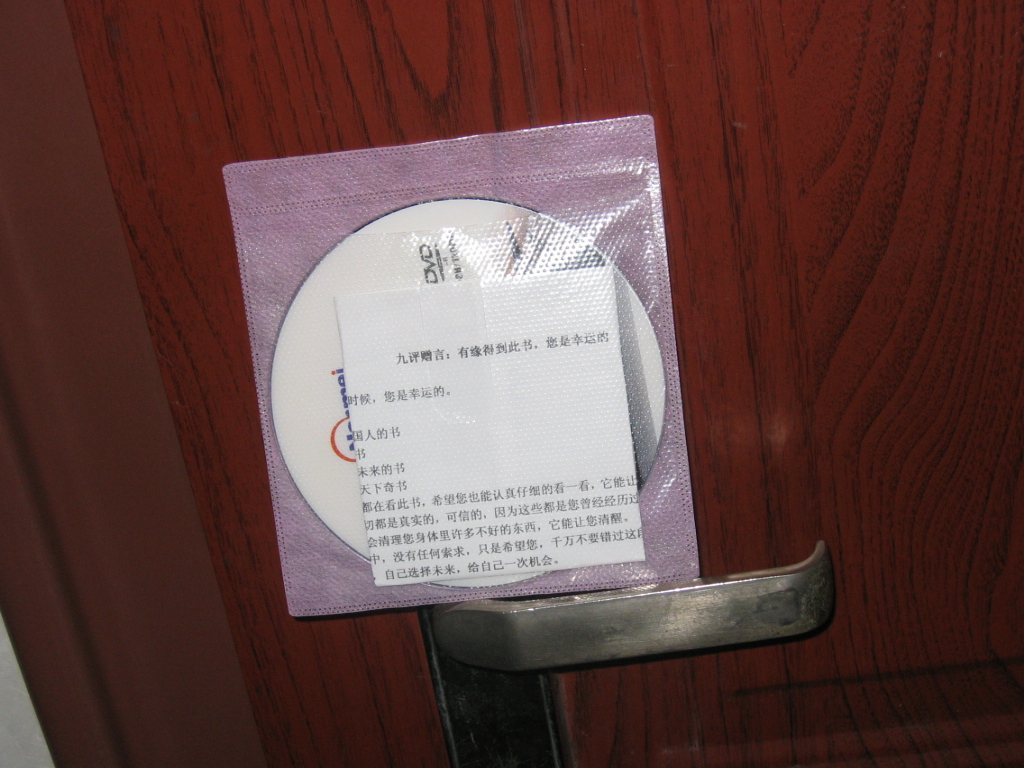 DVD
九评赠言：有缘得到此书，您是幸运的
时候，您是幸运的。
国人的书
书
未来的书
天下奇书
都在看此书，希望您也能认真仔细的看一看，它能让
切都是真实的，可信的，因为这些都是您曾经经历过
会清理您身体里许多不好的东西，它能让您清醒。
中，没有任何索求，只是希望您，千万不要错过这段
自己选择未来，给自己一次机会。